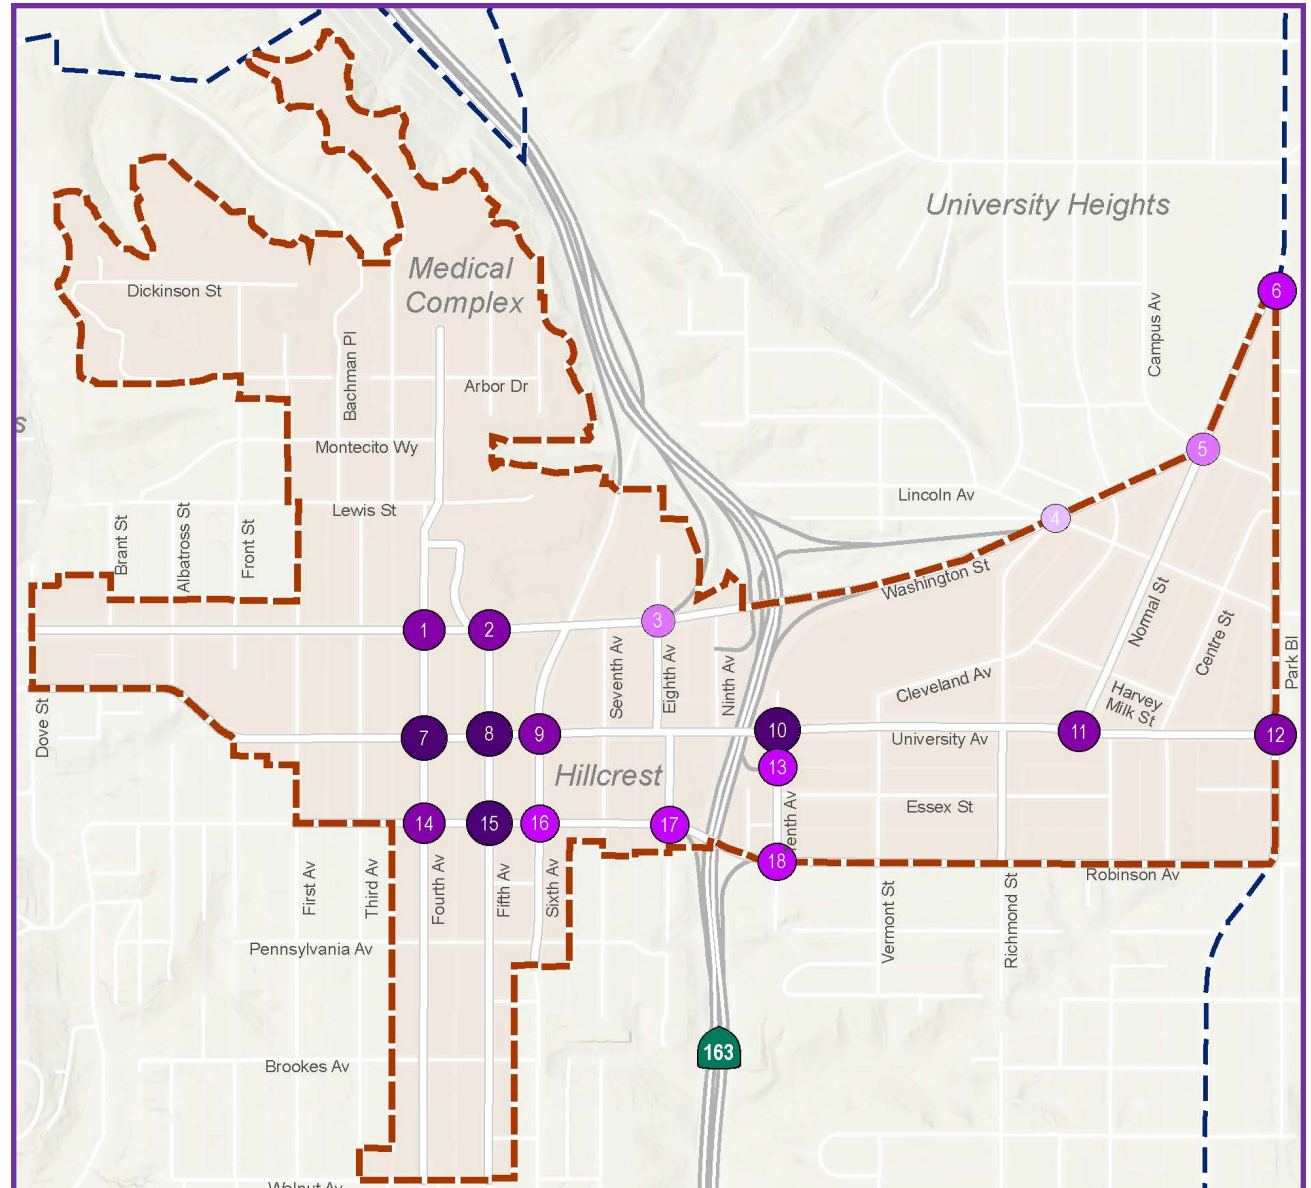 University Heights
Medical
Complex
Dickinson St
6
Campus Av
Bachman Pl
Arbor Dr
Montecito Wy
5
Lincoln Av
Lewis St
4
Brant St
Albatross St
Front St
Washington St
Normal St
1
2
3
Centre St
Seventh Av
Eighth Av
Ninth Av
Park Bl
Cleveland Av
Harvey
Milk St
Dove St
7
8
9
10
11
12
University Av
13
Hillcrest
Essex St
14
15
16
17
enth Av
18
Robinson Av
First Av
Third Av
Fourth Av
Fifth Av
Sixth Av
Vermont St
Richmond St
Pennsylvania Av
163
Brookes Av
Walnut Av
s